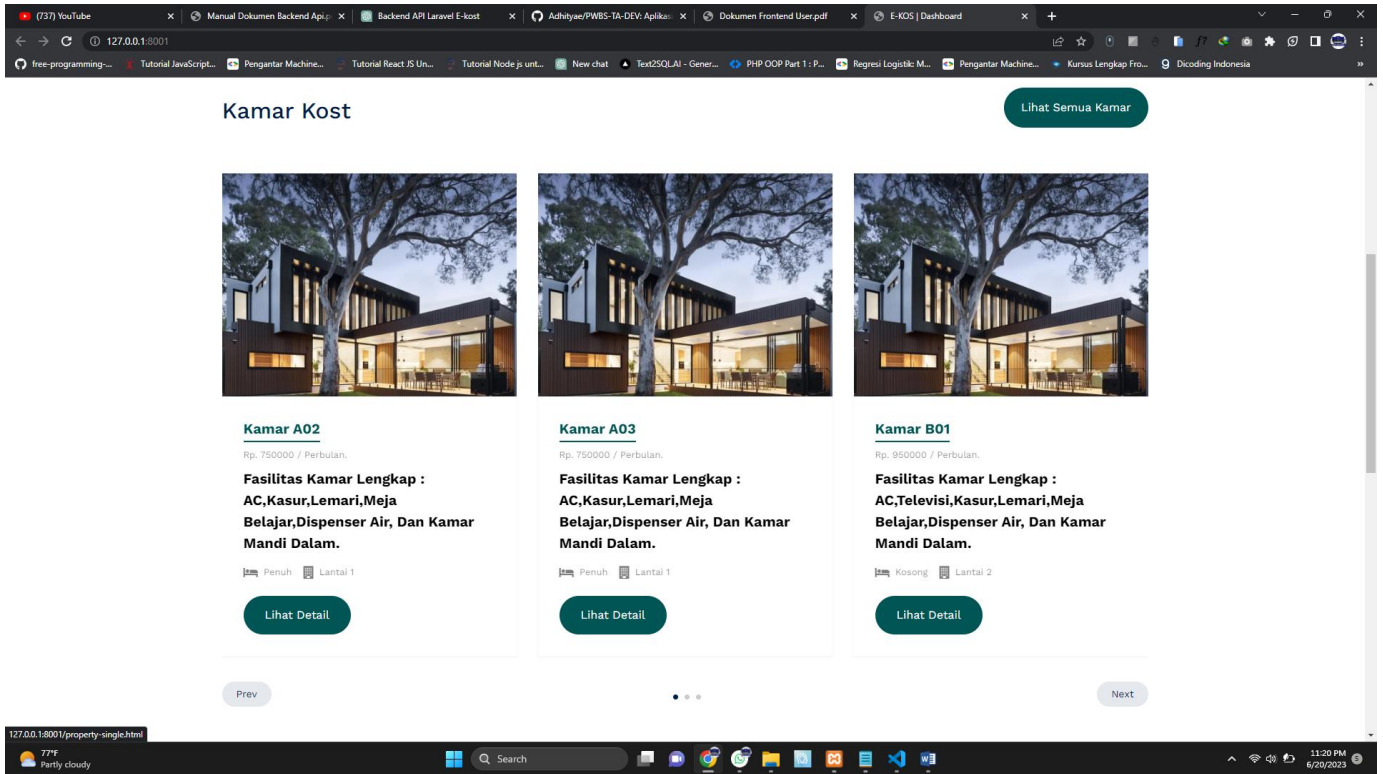 (737) YouTube
Manual Dokumen Backend Api.p
Backend API Laravel E-kost
Adhityae/PWBS-TA-DEV: Aplikas
Dokumen Frontend User.pdf
E-KOS | Dashboard
127.0.0.1:8001
free-programming-...
Tutorial JavaScript...
Pengantar Machine...
Tutorial React JS Un...
Tutorial Node js unt...
New chat
Text2SQL.AI - Gener...
PHP OOP Part 1 : P...
Regresi Logistik: M...
Pengantar Machine...
Kursus Lengkap Fro...
Dicoding Indonesia
Kamar Kost
Lihat Semua Kamar
Kamar A02
Rp. 750000 / Perbulan.
Fasilitas Kamar Lengkap :
AC,Kasur,Lemari,Meja
Belajar,Dispenser Air, Dan Kamar
Mandi Dalam.
Penuh Lantai 1
Lihat Detail
Kamar A03
Rp. 750000 / Perbulan.
Fasilitas Kamar Lengkap :
AC,Kasur,Lemari,Meja
Belajar,Dispenser Air, Dan Kamar
Mandi Dalam.
Penuh Lantai 1
Lihat Detail
Kamar B01
Rp. 950000 / Perbulan.
Fasilitas Kamar Lengkap :
AC,Televisi,Kasur,Lemari,Meja
Belajar,Dispenser Air, Dan Kamar
Mandi Dalam.
Kosong Lantai 2
Lihat Detail
Prev
Next
127.0.0.1:8001/property-single.html
77°F
Partly cloudy
Search
11:20 PM
6/20/2023